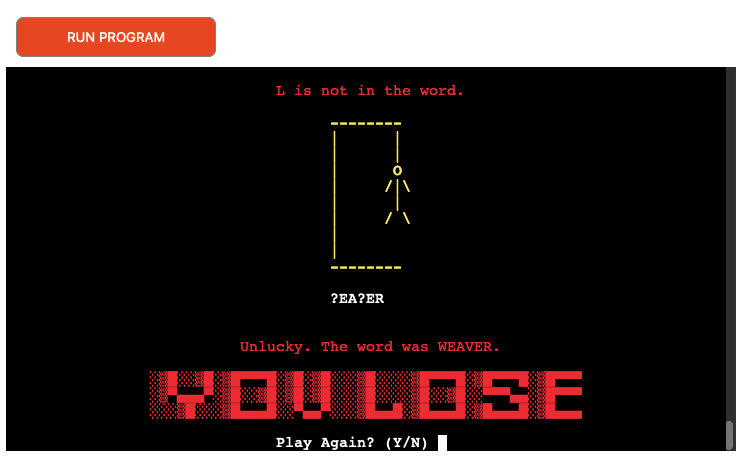 RUN PROGRAM
L is not in the word.
?EA?ER
Unlucky. The word was WEAVER.
YOU LOSE
Play Again? (Y/N)